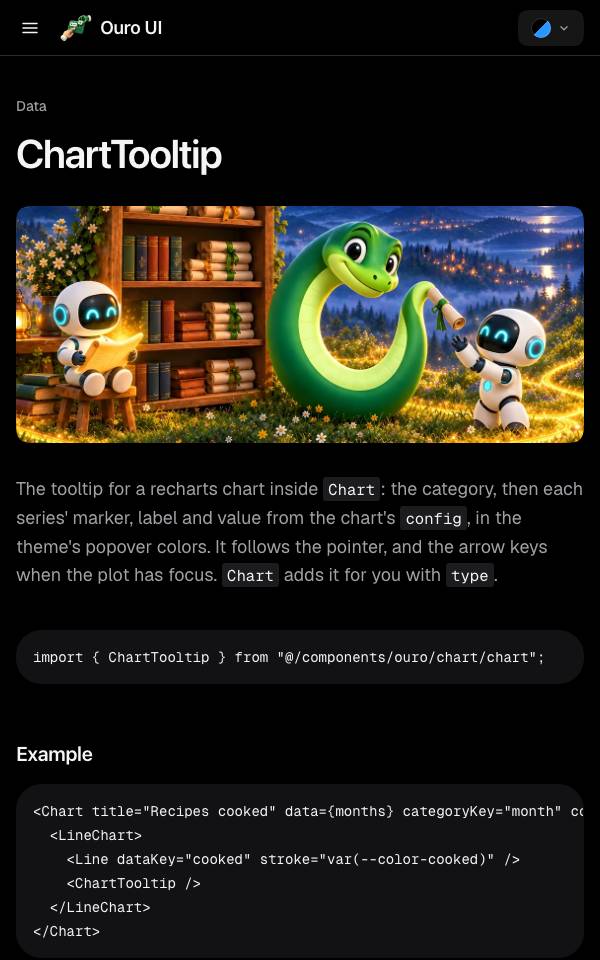 Ouro UI
Data
ChartTooltip
The tooltip for a recharts chart inside Chart: the category, then each
series' marker, label and value from the chart's config, in the
theme's popover colors. It follows the pointer, and the arrow keys
when the plot has focus. Chart adds it for you with type.
import { ChartTooltip } from "@/components/ouro/chart/chart";
Example
<Chart title="Recipes cooked" data={months} categoryKey="month" co
  <LineChart>
    <Line dataKey="cooked" stroke="var(--color-cooked)" />
    <ChartTooltip />
  </LineChart>
</Chart>